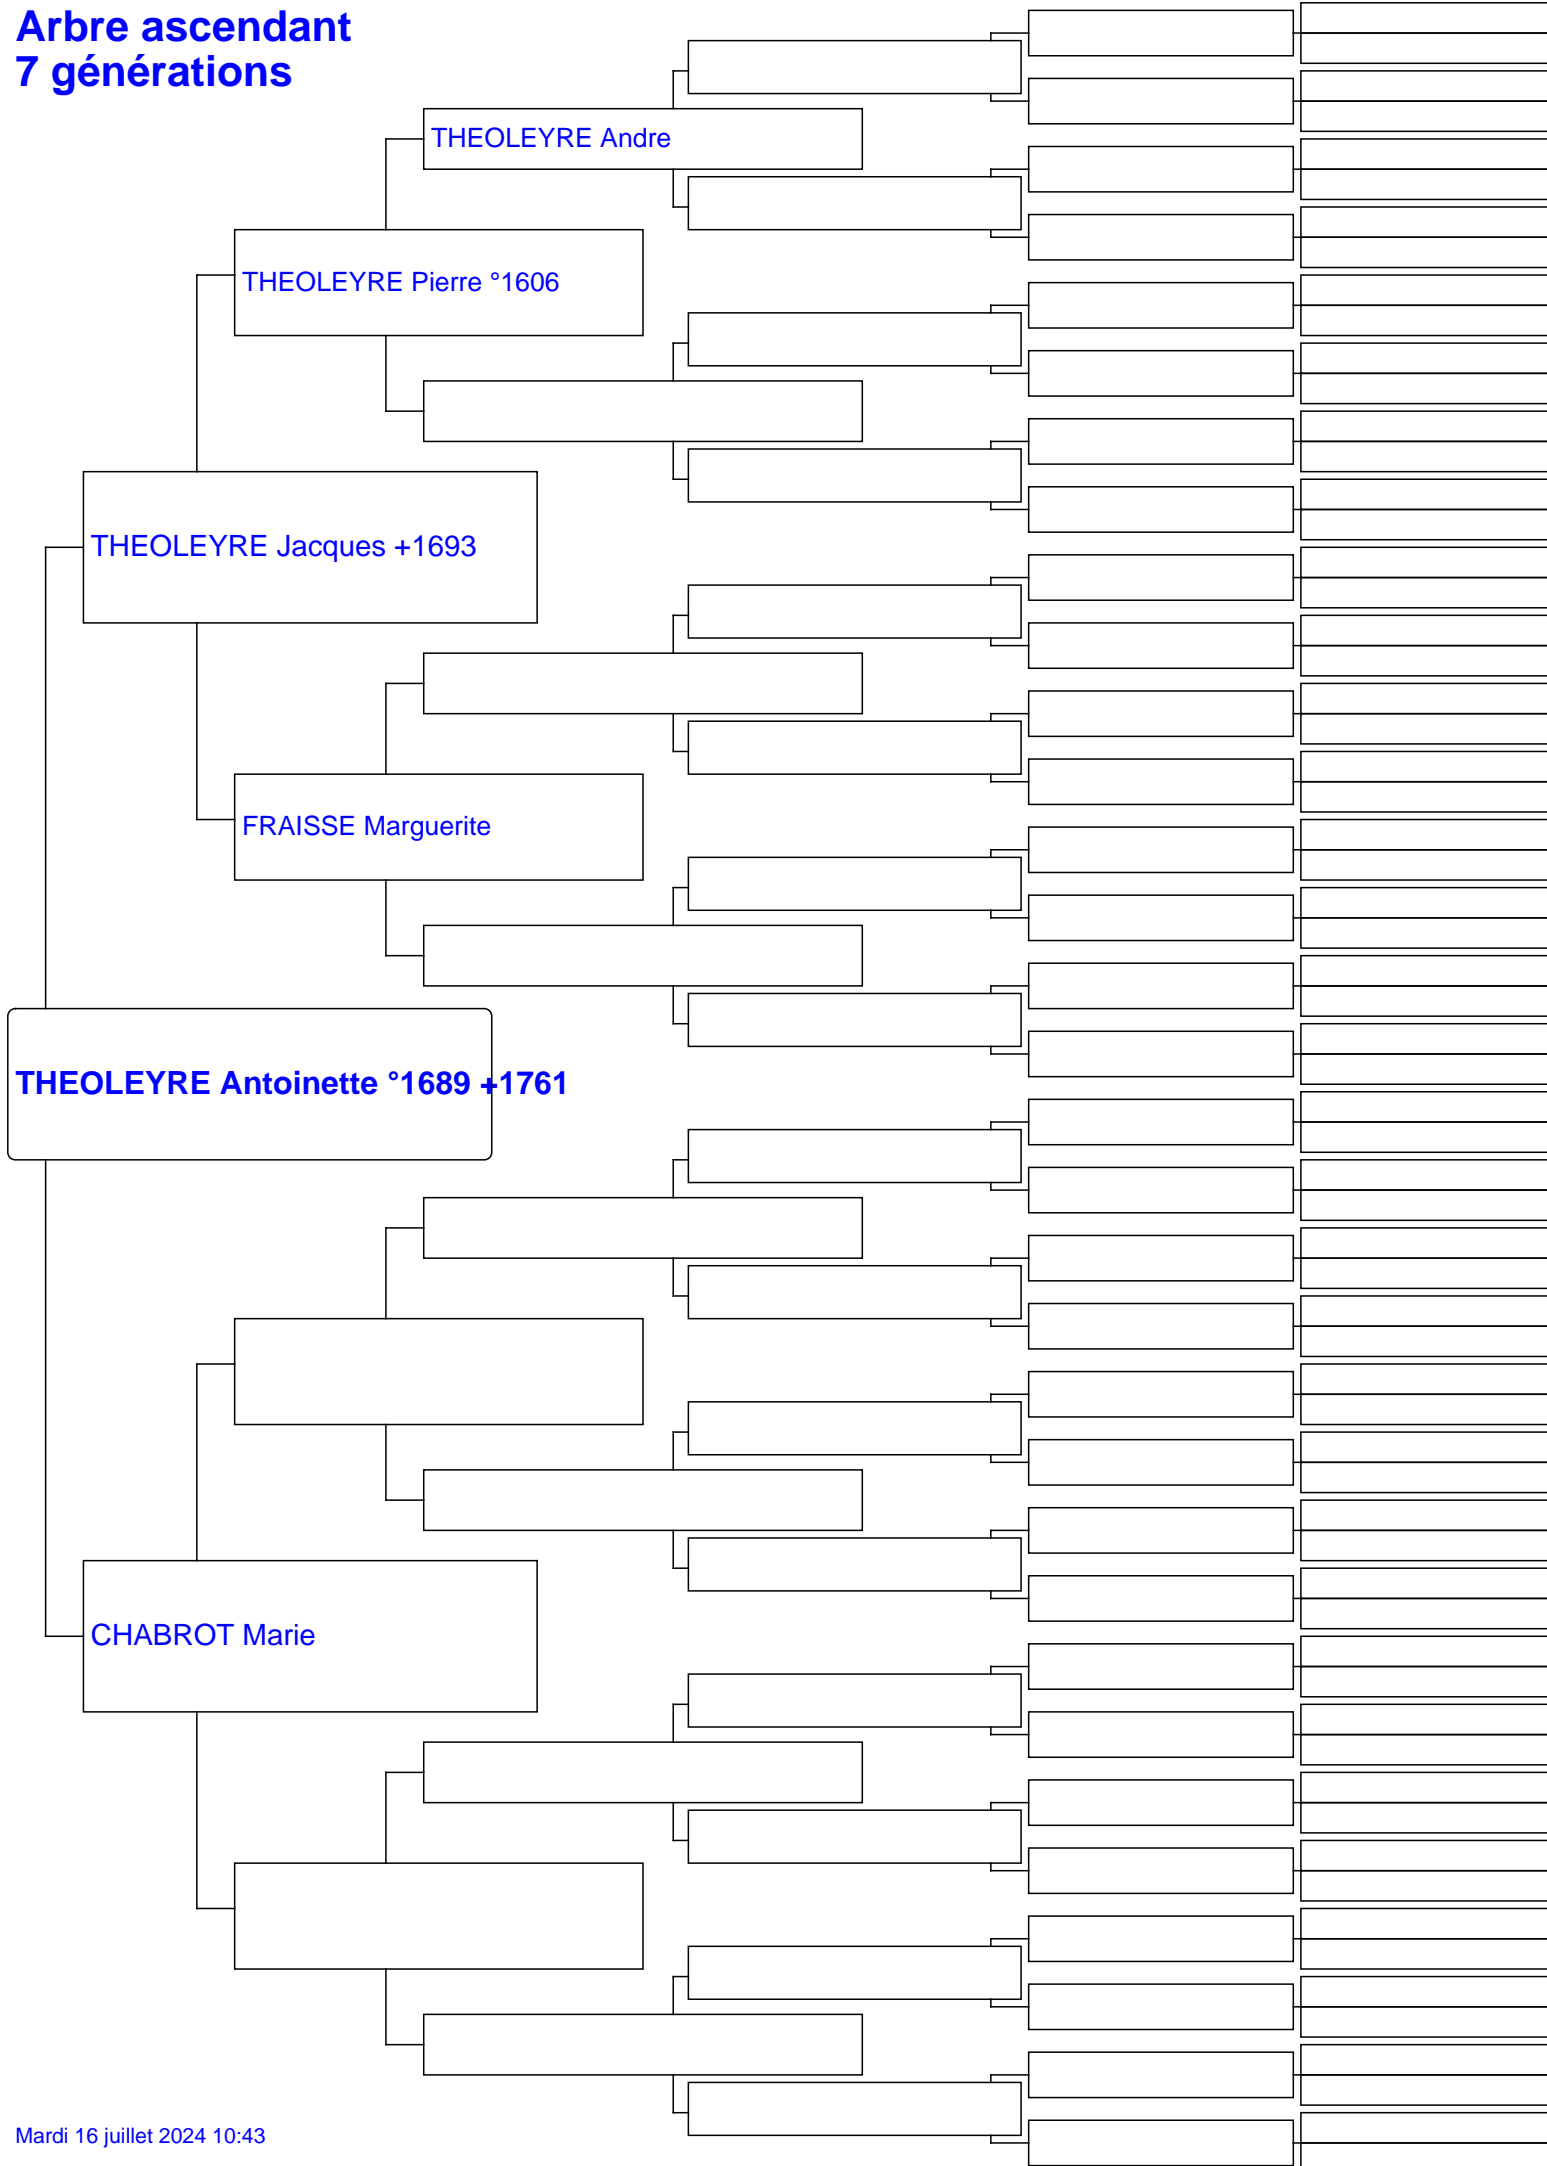 Arbre ascendant
7 générations
THEOLEYRE Andre
THEOLEYRE Pierre °1606
THEOLEYRE Jacques +1693
FRAISSE Marguerite
THEOLEYRE Antoinette °1689 +1761
CHABROT Marie
Mardi 16 juillet 2024 10:43